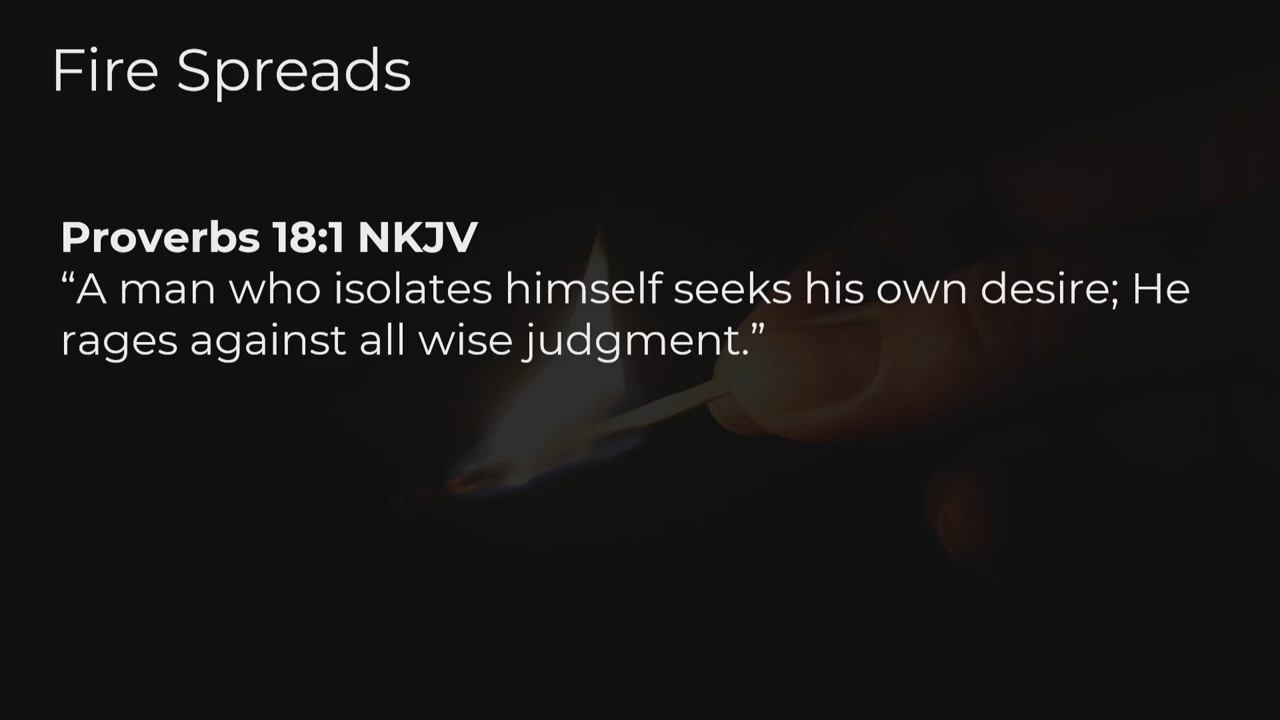 Fire Spreads
Proverbs 18:1 NKJV
“A man who isolates himself seeks his own desire; He
rages against all wise judgment.”